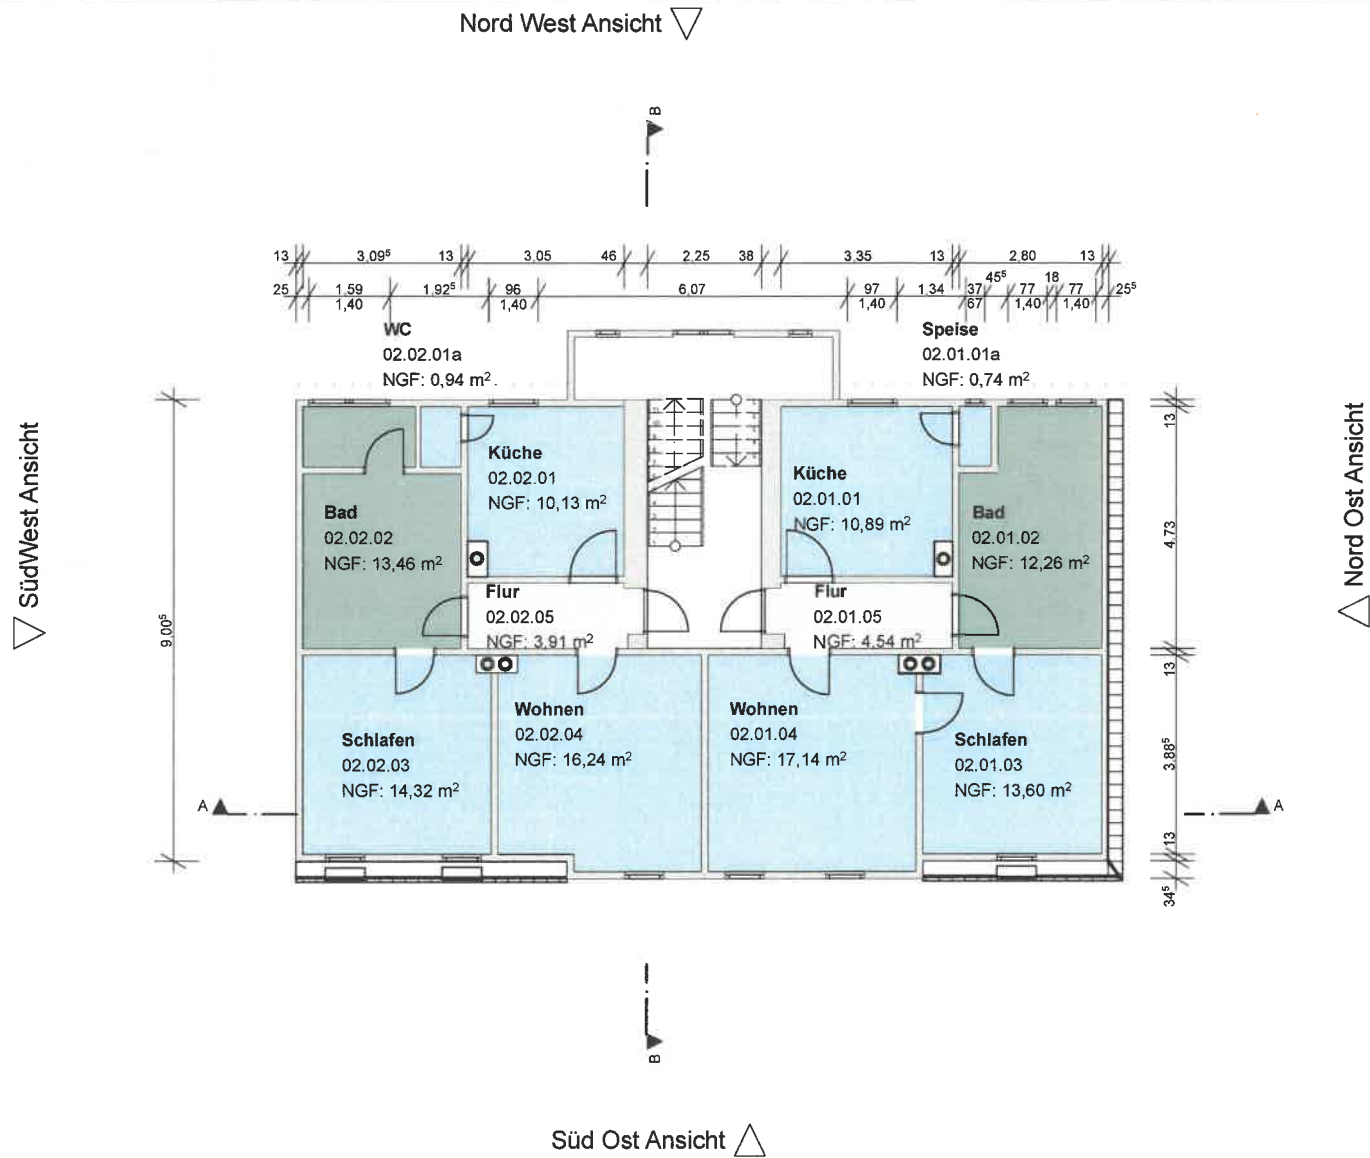 Nord West Ansicht
B
13 3,09⁵ 13 3,05 46 2,25 38 3,35 13 2,80 13
45⁵ 18
25 1,59 1,92⁵ 96 6,07 97 1,34 37 77 77 25⁵
1,40 1,40 1,40 67 1,40 1,40
WC
02.02.01a
NGF: 0,94 m²
Speise
02.01.01a
NGF: 0,74 m²
SüdWest Ansicht
9,00⁵
Küche
02.02.01
NGF: 10,13 m²
Küche
02.01.01
NGF: 10,89 m²
Bad
02.02.02
NGF: 13,46 m²
Bad
02.01.02
NGF: 12,26 m²
Flur
02.02.05
NGF: 3,91 m²
Flur
02.01.05
NGF: 4,54 m²
Schlafen
02.02.03
NGF: 14,32 m²
Wohnen
02.02.04
NGF: 16,24 m²
Wohnen
02.01.04
NGF: 17,14 m²
Schlafen
02.01.03
NGF: 13,60 m²
13
4,73
13
3.88⁵
13
34⁵
Nord Ost Ansicht
A
A
B
Süd Ost Ansicht